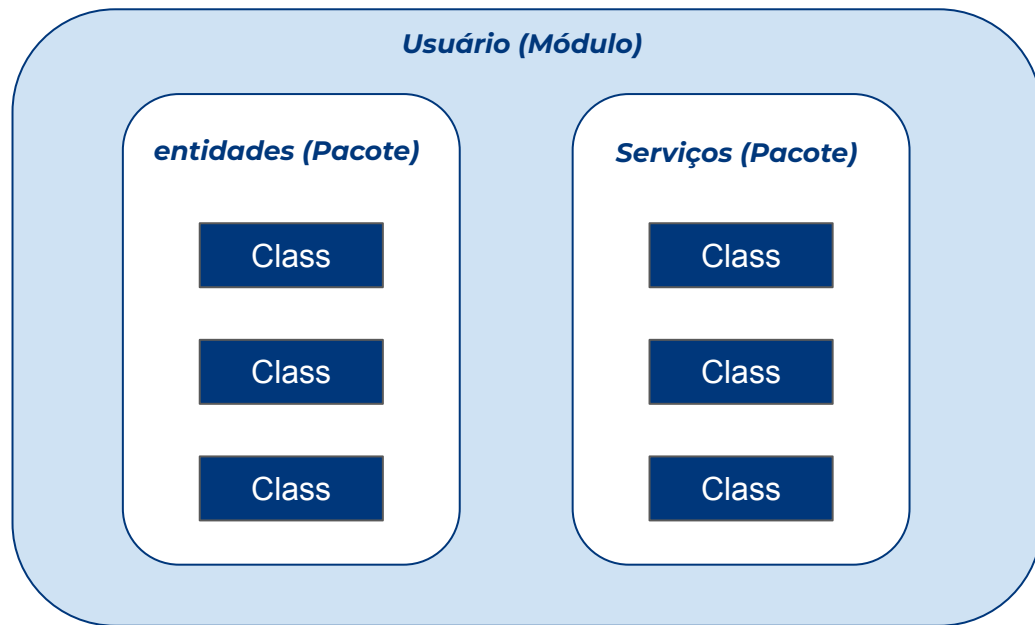 Usuário (Módulo)
entidades (Pacote)
Class
Class
Class
Serviços (Pacote)
Class
Class
Class